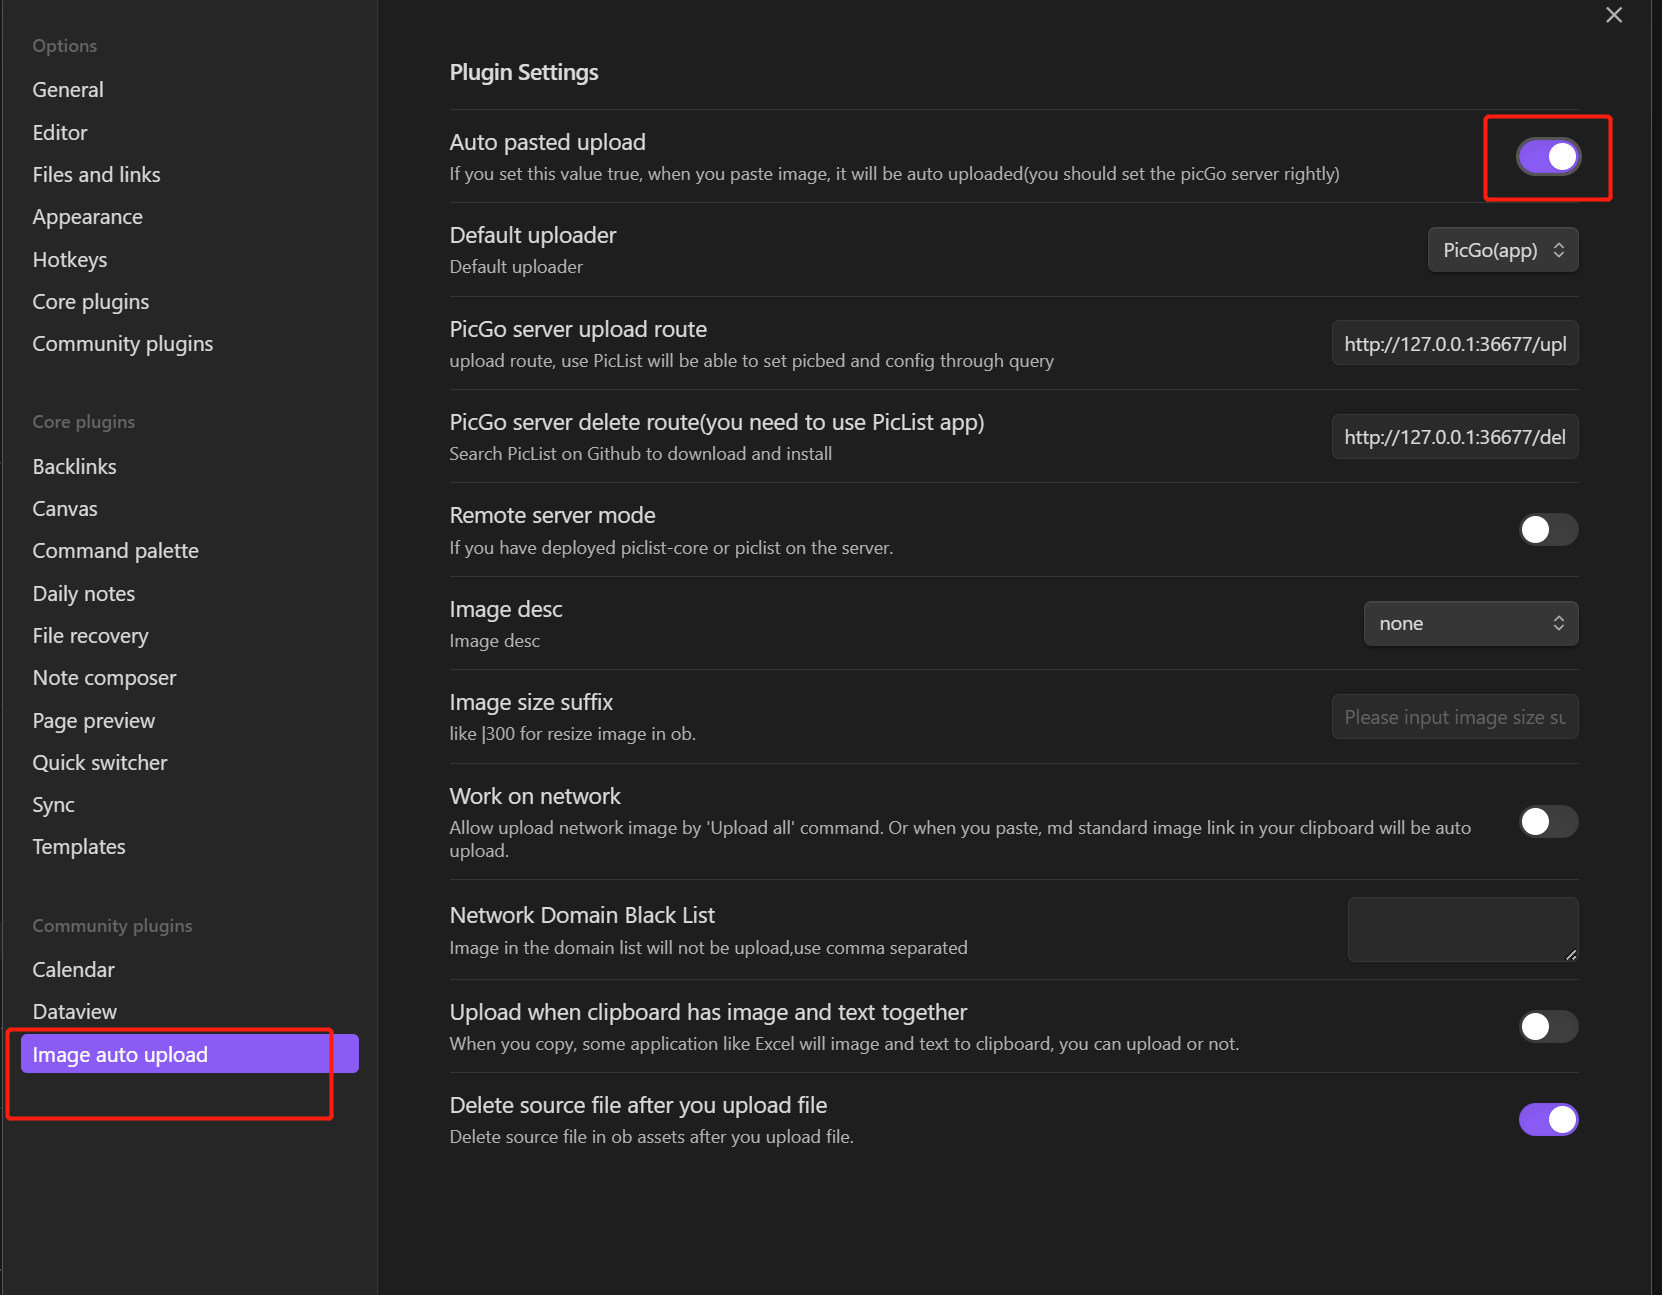 Options
General
Editor
Files and links
Appearance
Hotkeys
Core plugins
Community plugins
Core plugins
Backlinks
Canvas
Command palette
Daily notes
File recovery
Note composer
Page preview
Quick switcher
Sync
Templates
Community plugins
Calendar
Dataview
Image auto upload
Plugin Settings
Auto pasted upload
If you set this value true, when you paste image, it will be auto uploaded(you should set the picGo server rightly)
Default uploader
Default uploader
PicGo(app)
PicGo server upload route
upload route, use PicList will be able to set picbed and config through query
http://127.0.0.1:36677/upl
PicGo server delete route(you need to use PicList app)
Search PicList on Github to download and install
http://127.0.0.1:36677/del
Remote server mode
If you have deployed piclist-core or piclist on the server.
Image desc
Image desc
none
Image size suffix
like |300 for resize image in ob.
Please input image size su
Work on network
Allow upload network image by 'Upload all' command. Or when you paste, md standard image link in your clipboard will be auto
upload.
Network Domain Black List
Image in the domain list will not be upload,use comma separated
Upload when clipboard has image and text together
When you copy, some application like Excel will image and text to clipboard, you can upload or not.
Delete source file after you upload file
Delete source file in ob assets after you upload file.